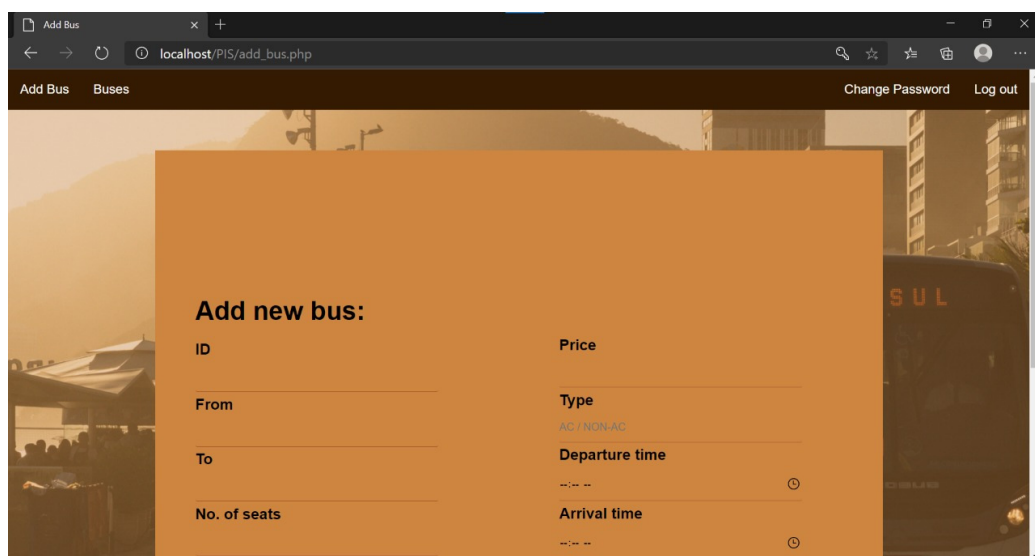 Add Bus
localhost/PIS/add_bus.php
Add Bus Buses Change Password Log out
SUL
Add new bus:
ID
From
To
No. of seats
Price
Type
AC / NON-AC
Departure time
--:-- --
Arrival time
--:-- --